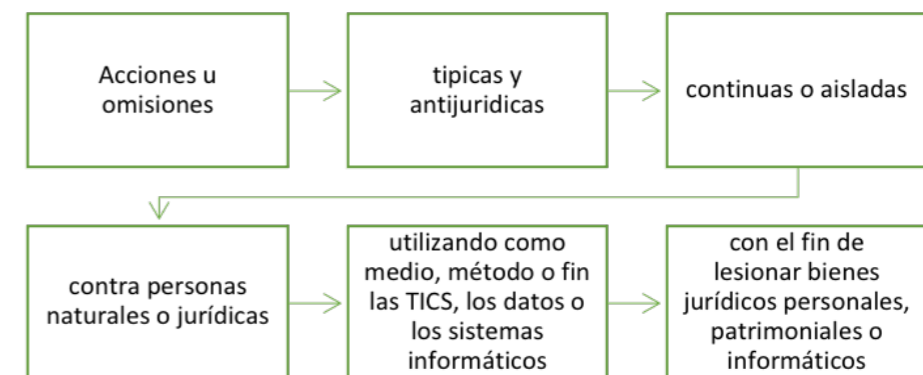 Acciones u
omisiones
tipicas y
antijuridicas
continuas o aisladas
contra personas
naturales o jurídicas
utilizando como
medio, método o fin
las TICS, los datos o
los sistemas
informáticos
con el fin de
lesionar bienes
jurídicos personales,
patrimoniales o
informáticos